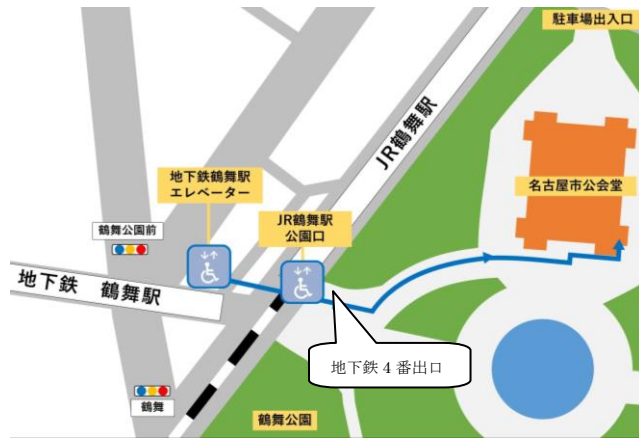 駐車場出入口
JR鶴舞駅
地下鉄鶴舞駅
エレベーター
名古屋市公会堂
JR鶴舞駅
公園口
鶴舞公園前
地下鉄 鶴舞駅
地下鉄4番出口
鶴舞
鶴舞公園